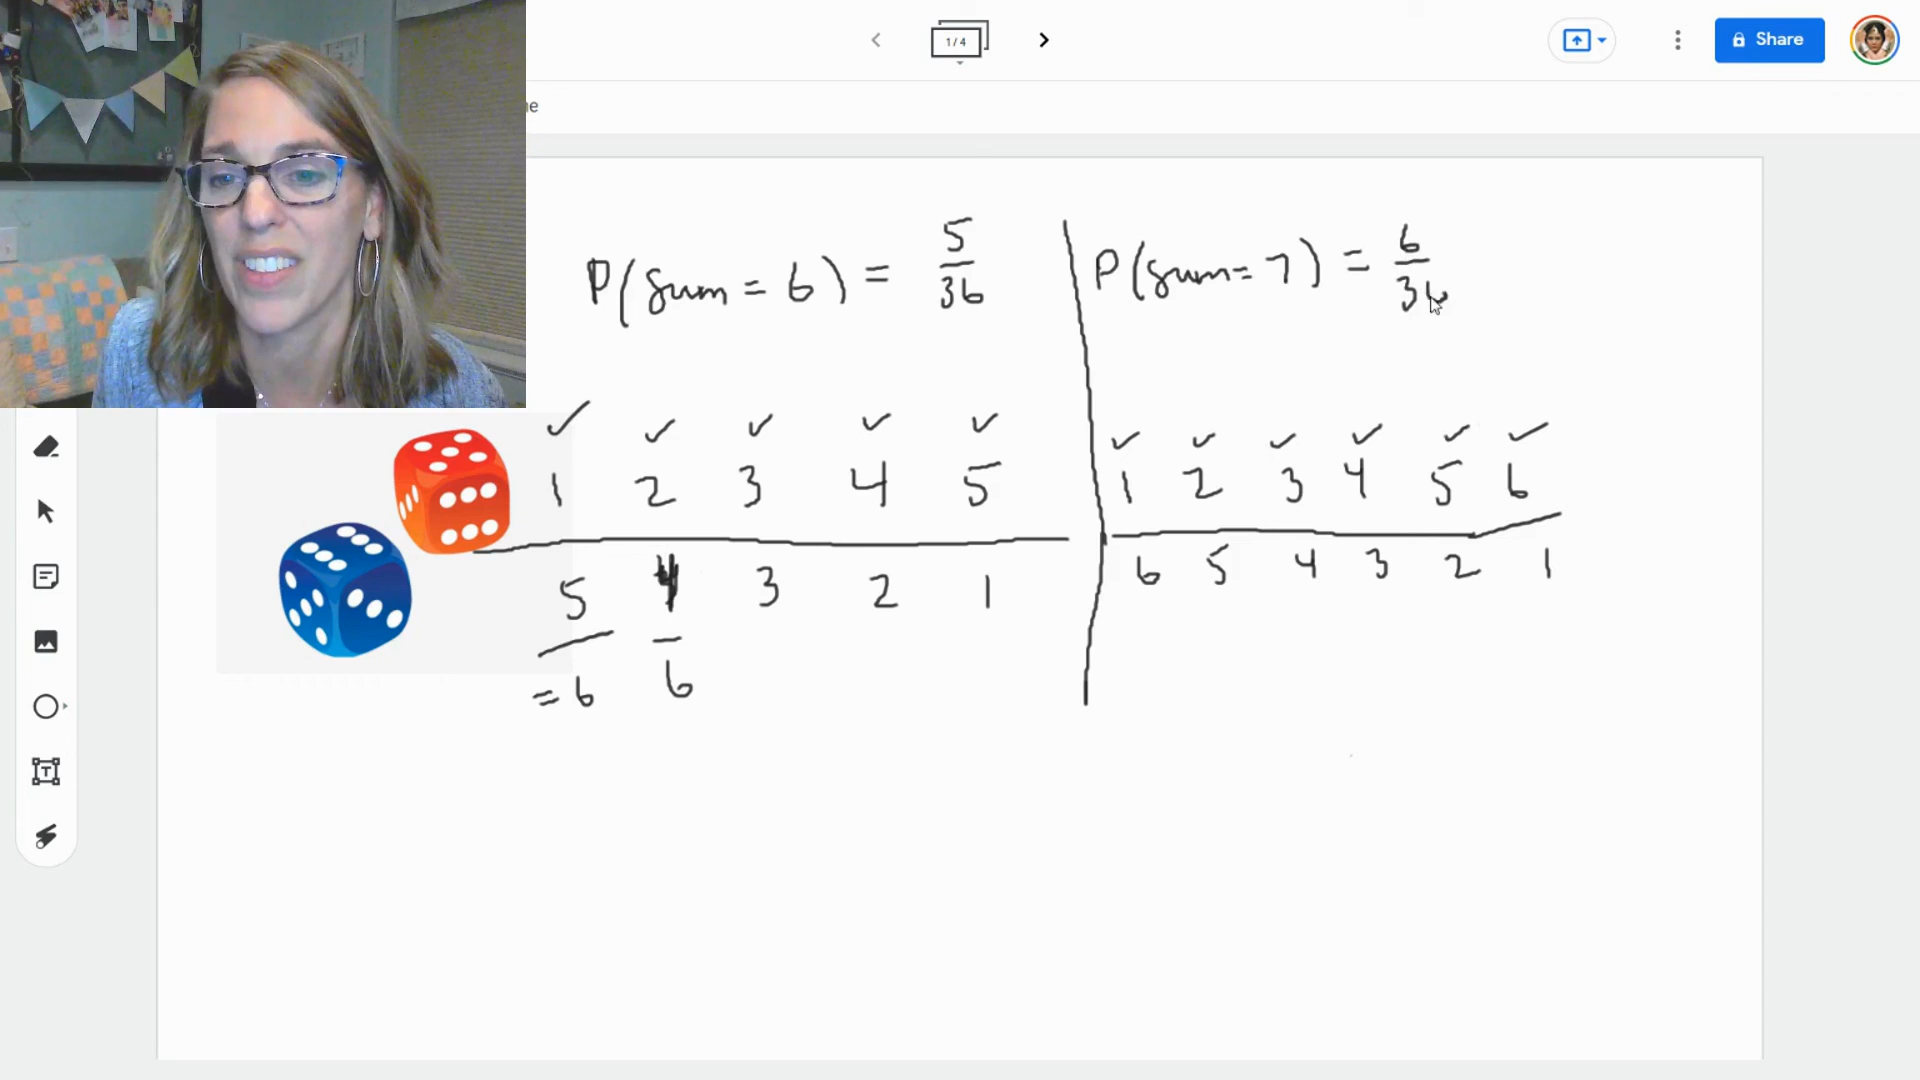 1/4
Share
e
P(sum = 6) = 5/36
P(sum = 7) = 6/36
✓ ✓ ✓ ✓ ✓
1 2 3 4 5
5 4 3 2 1
= 6 6
✓ ✓ ✓ ✓ ✓ ✓
1 2 3 4 5 6
6 5 4 3 2 1